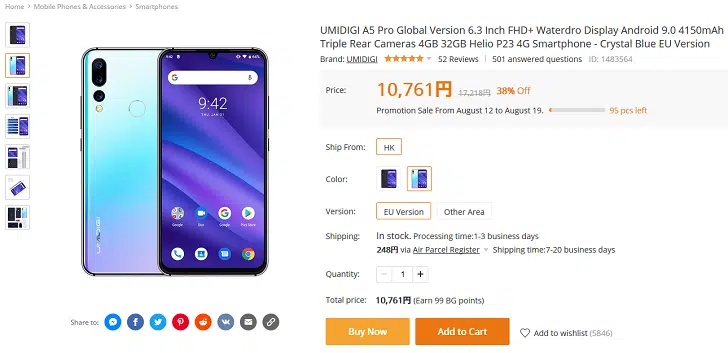 Home > Mobile Phones & Accessories > Smartphones
UMIDIGI A5 Pro Global Version 6.3 Inch FHD+ Waterdro Display Android 9.0 4150mAh
Triple Rear Cameras 4GB 32GB Helio P23 4G Smartphone - Crystal Blue EU Version
Brand: UMIDIGI 52 Reviews 501 answered questions ID: 1483564
Price: 10,761円 17,218円 38% Off
Promotion Sale From August 12 to August 19. 95 pcs left
Ship From: HK
Color:
Version: EU Version Other Area
Shipping: In stock. Processing time:1-3 business days
248円 via Air Parcel Register Shipping time:7-20 business days
Quantity: − 1 +
Total price: 10,761円 (Earn 99 BG points)
Buy Now Add to Cart Add to wishlist (5846)
9:42
UMIDIGI
Share to: